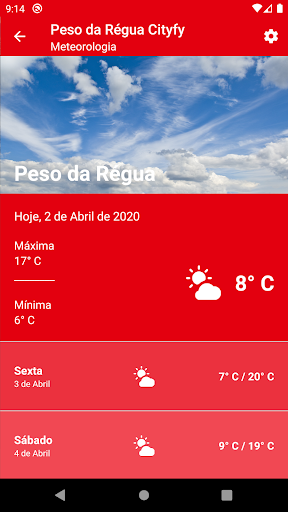 9:14
Peso da Régua Cityfy
Meteorologia
Peso da Régua
Hoje, 2 de Abril de 2020
Máxima
17° C
8° C
Mínima
6° C
Sexta
3 de Abril
7° C / 20° C
Sábado
4 de Abril
9° C / 19° C